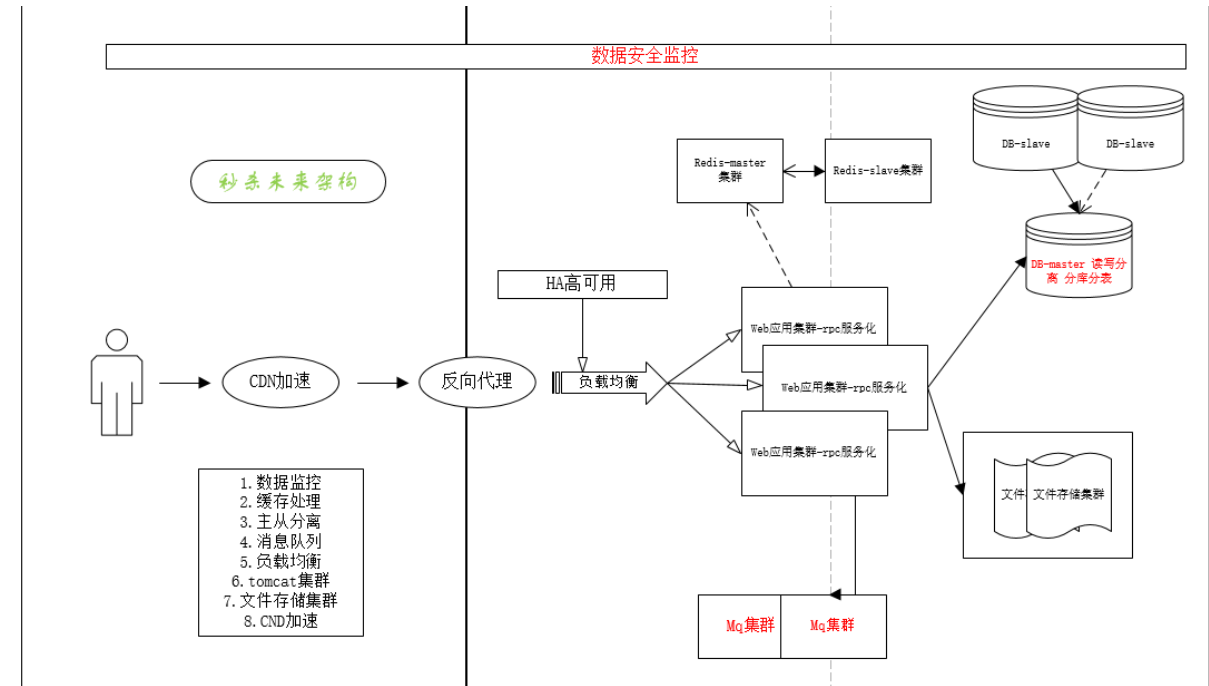 数据安全监控
DB-slave
DB-slave
Redis-master
集群
Redis-slave集群
秒杀未来架构
DB-master 读写分
离 分库分表
HA高可用
Web应用集群-rpc服务化
CDN加速
反向代理
负载均衡
Web应用集群-rpc服务化
Web应用集群-rpc服务化
1.数据监控
2.缓存处理
3.主从分离
4.消息队列
5.负载均衡
6.tomcat集群
7.文件存储集群
8.CND加速
文件
文件存储集群
Mq集群
Mq集群